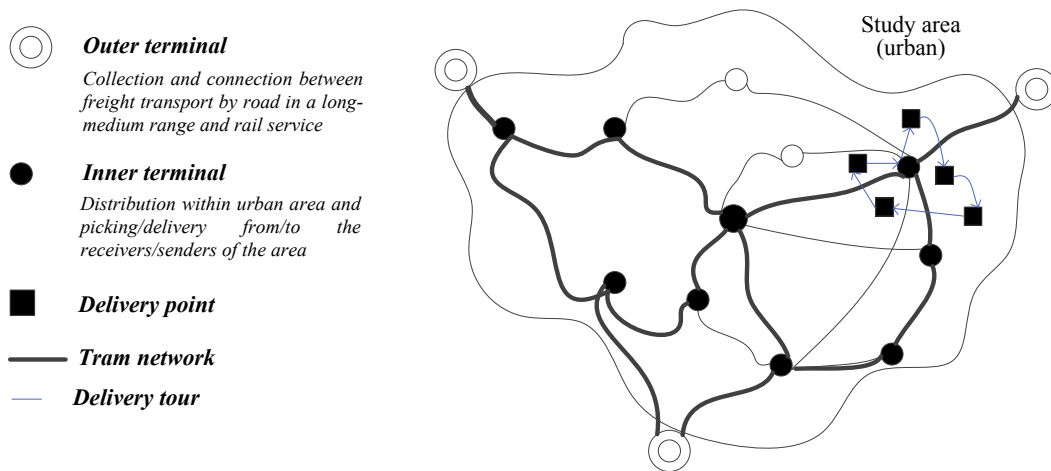 Outer terminal
Collection and connection between
freight transport by road in a long-
medium range and rail service
Inner terminal
Distribution within urban area and
picking/delivery from/to the
receivers/senders of the area
Delivery point
Tram network
Delivery tour
Study area
(urban)